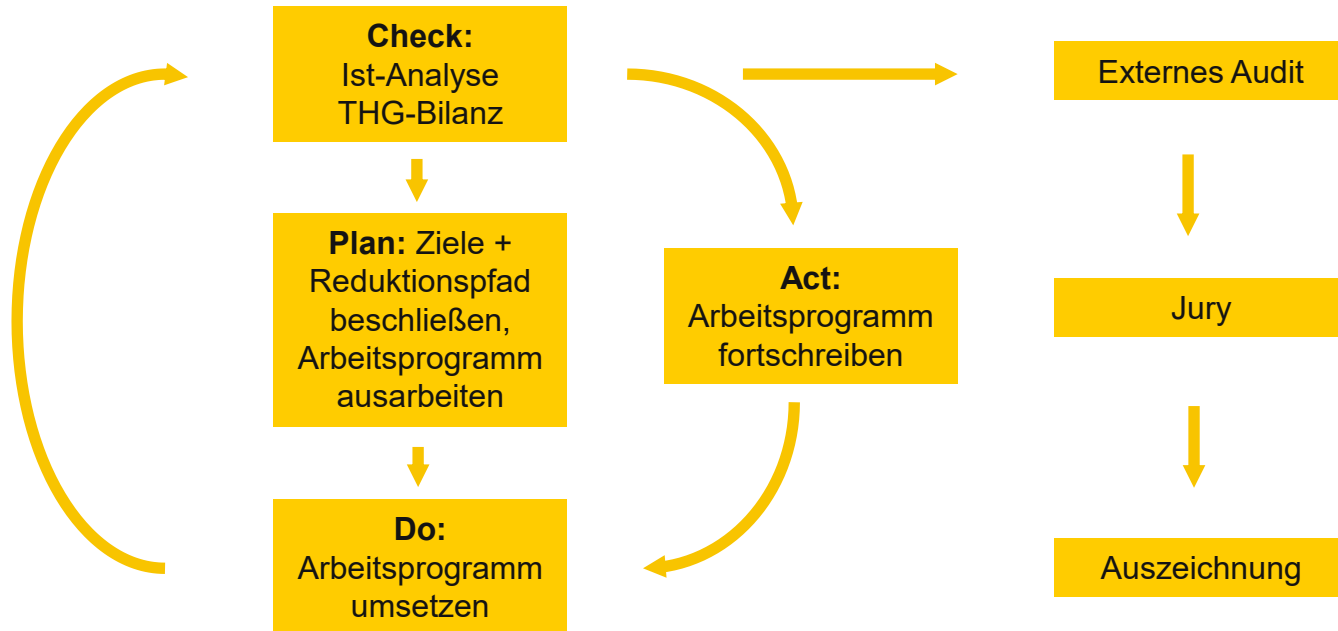 Check:
Ist-Analyse
THG-Bilanz
Plan: Ziele +
Reduktionspfad
beschließen,
Arbeitsprogramm
ausarbeiten
Do:
Arbeitsprogramm
umsetzen
Act:
Arbeitsprogramm
fortschreiben
Externes Audit
Jury
Auszeichnung